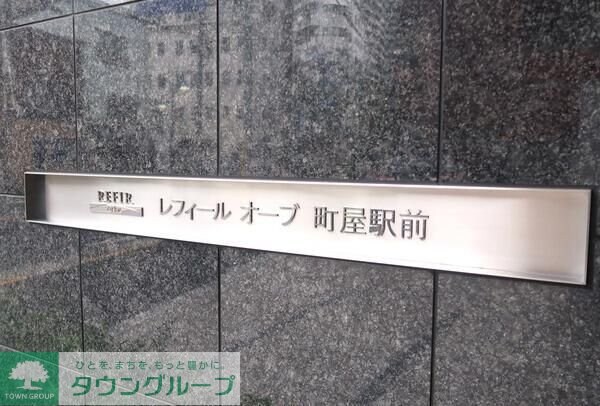 REFIR
レフィール オーブ 町屋駅前
ひとを、まちを、もっと豊かに。
タウングループ
TOWN GROUP